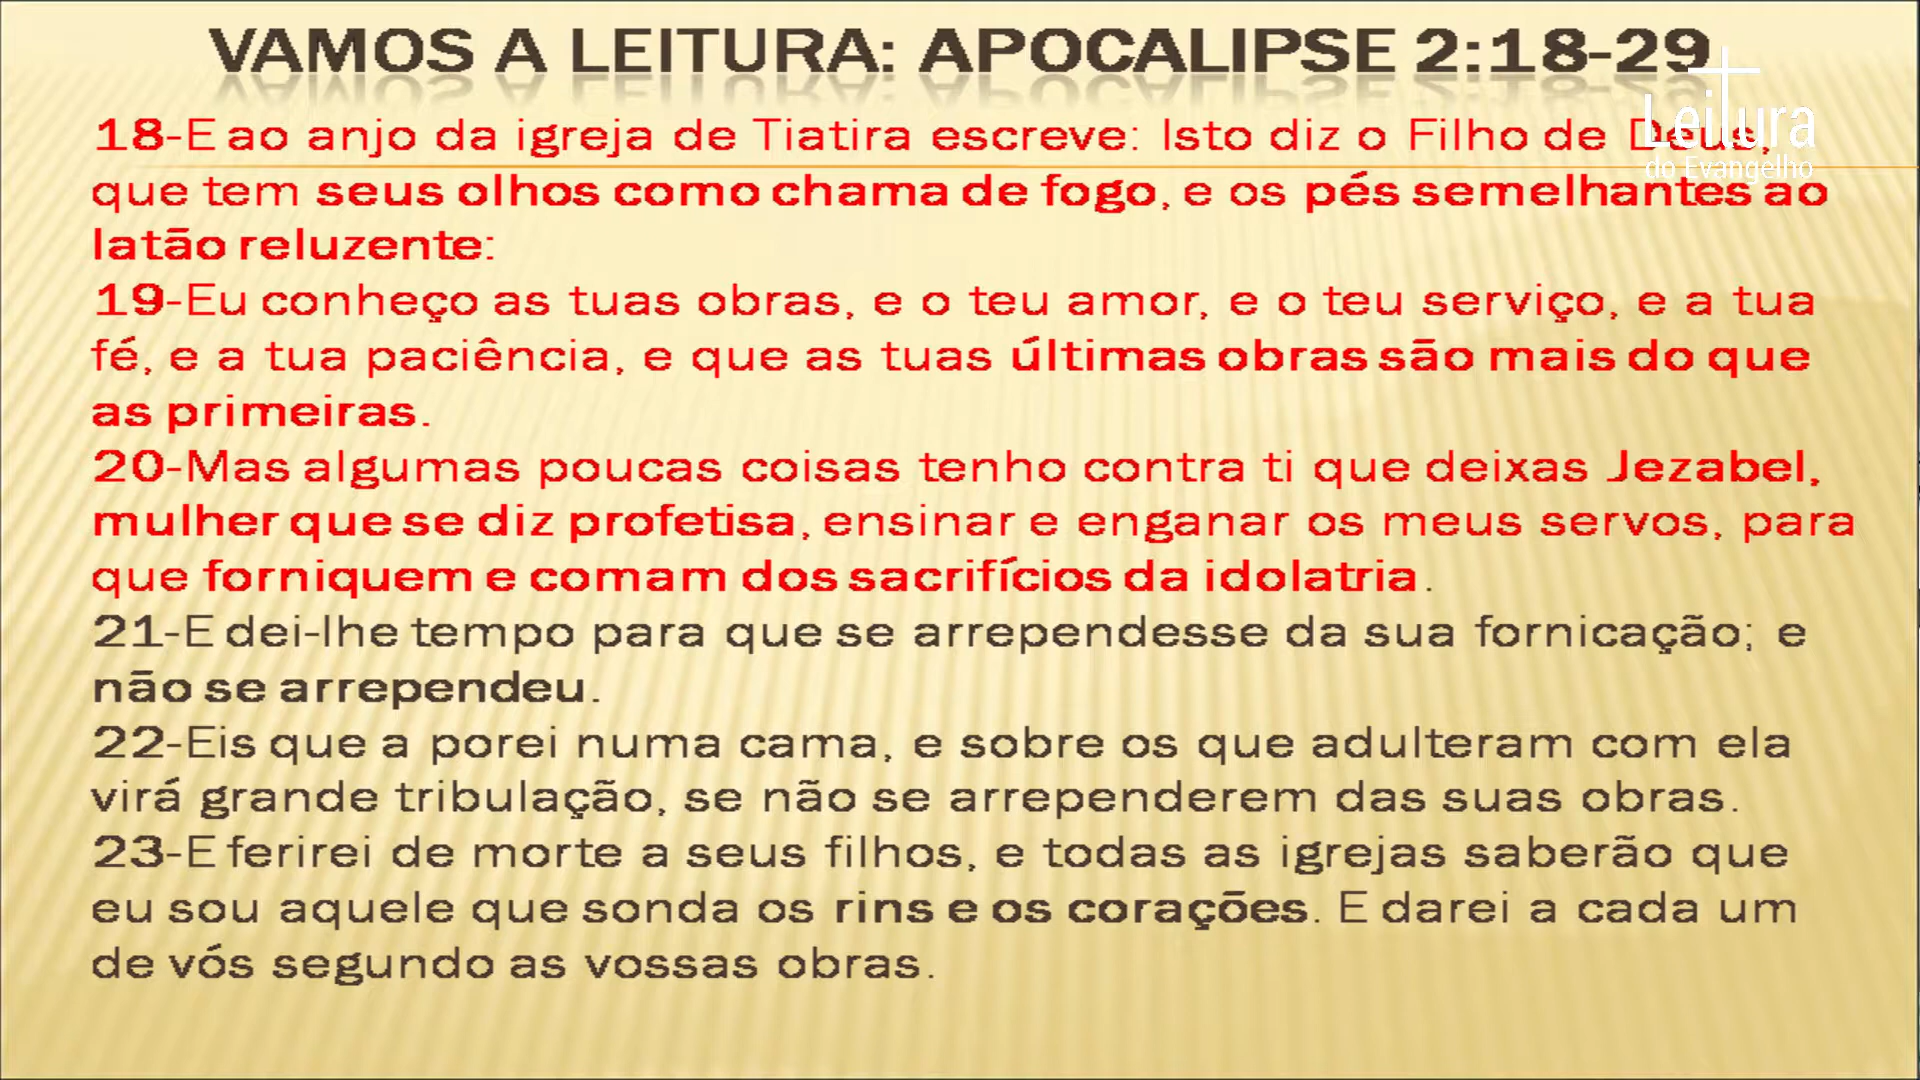 VAMOS A LEITURA: APOCALIPSE 2:18-29
Leitura
do Evangelho
18-E ao anjo da igreja de Tiatira escreve: Isto diz o Filho de Deus,
que tem seus olhos como chama de fogo, e os pés semelhantes ao
latão reluzente:
19-Eu conheço as tuas obras, e o teu amor, e o teu serviço, e a tua
fé, e a tua paciência, e que as tuas últimas obras são mais do que
as primeiras.
20-Mas algumas poucas coisas tenho contra ti que deixas Jezabel,
mulher que se diz profetisa, ensinar e enganar os meus servos, para
que forniquem e comam dos sacrifícios da idolatria.
21-E dei-lhe tempo para que se arrependesse da sua fornicação; e
não se arrependeu.
22-Eis que a porei numa cama, e sobre os que adulteram com ela
virá grande tribulação, se não se arrependerem das suas obras.
23-E ferirei de morte a seus filhos, e todas as igrejas saberão que
eu sou aquele que sonda os rins e os corações. E darei a cada um
de vós segundo as vossas obras.